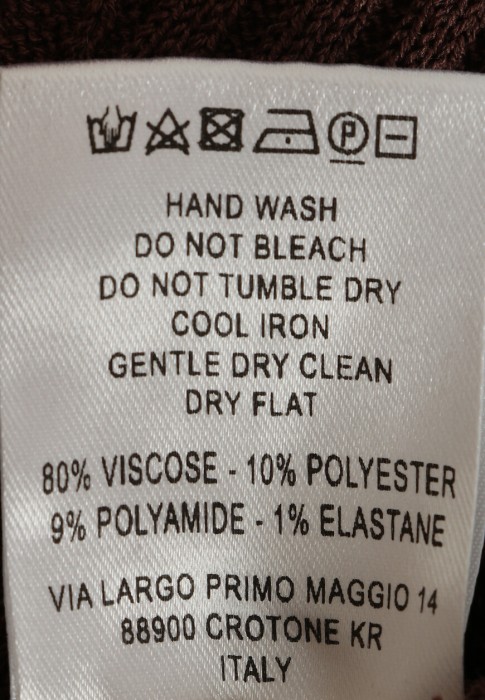 P
HAND WASH
DO NOT BLEACH
DO NOT TUMBLE DRY
COOL IRON
GENTLE DRY CLEAN
DRY FLAT
80% VISCOSE - 10% POLYESTER
9% POLYAMIDE - 1% ELASTANE
VIA LARGO PRIMO MAGGIO 14
88900 CROTONE KR
ITALY